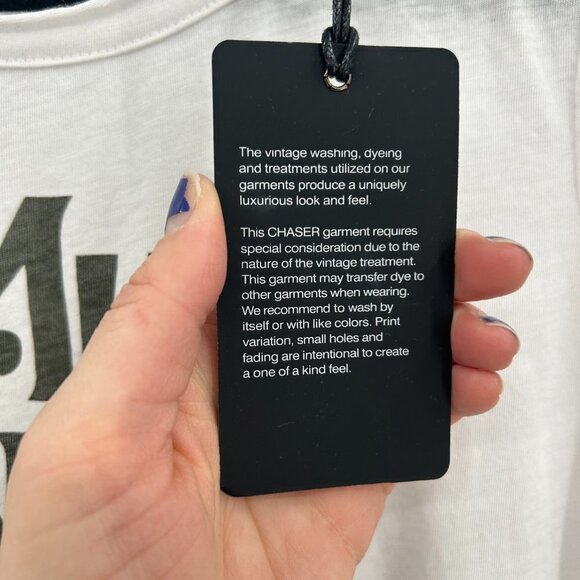 The vintage washing, dyeing
and treatments utilized on our
garments produce a uniquely
luxurious look and feel.
This CHASER garment requires
special consideration due to the
nature of the vintage treatment.
This garment may transfer dye to
other garments when wearing.
We recommend to wash by
itself or with like colors. Print
variation, small holes and
fading are intentional to create
a one of a kind feel.